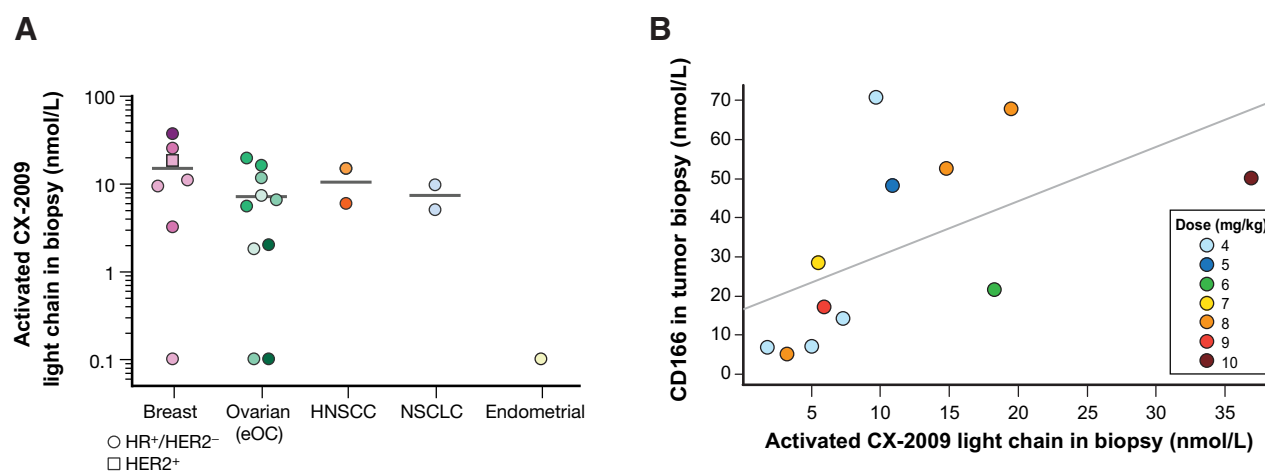 A
Activated CX-2009
light chain in biopsy (nmol/L)
100
10
1
0.1
Breast
Ovarian
(eOC)
HNSCC
NSCLC
Endometrial
HR+/HER2−
HER2+
B
CD166 in tumor biopsy (nmol/L)
70
60
50
40
30
20
10
0
5
10
15
20
25
30
35
Activated CX-2009 light chain in biopsy (nmol/L)
Dose (mg/kg)
4
5
6
7
8
9
10